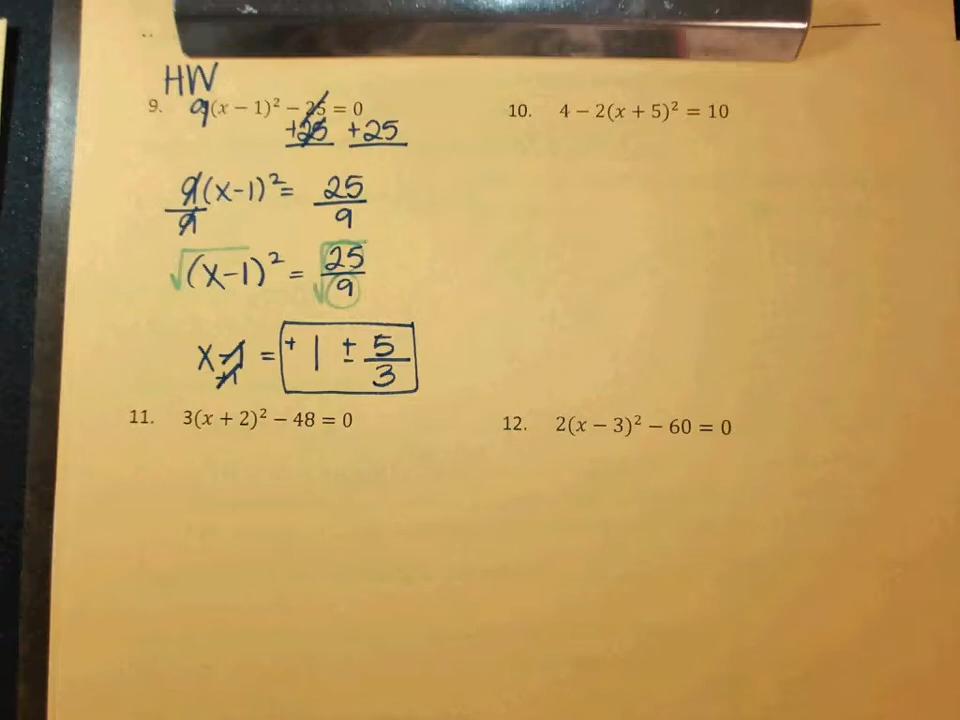 HW
9. 9(x − 1)² − 25 = 0
+25 +25
9(x-1)² = 25
9 9
√(x-1)² = √25
√9
x-1 = +1 ± 5/3
+1
10. 4 − 2(x + 5)² = 10
11. 3(x + 2)² − 48 = 0
12. 2(x − 3)² − 60 = 0